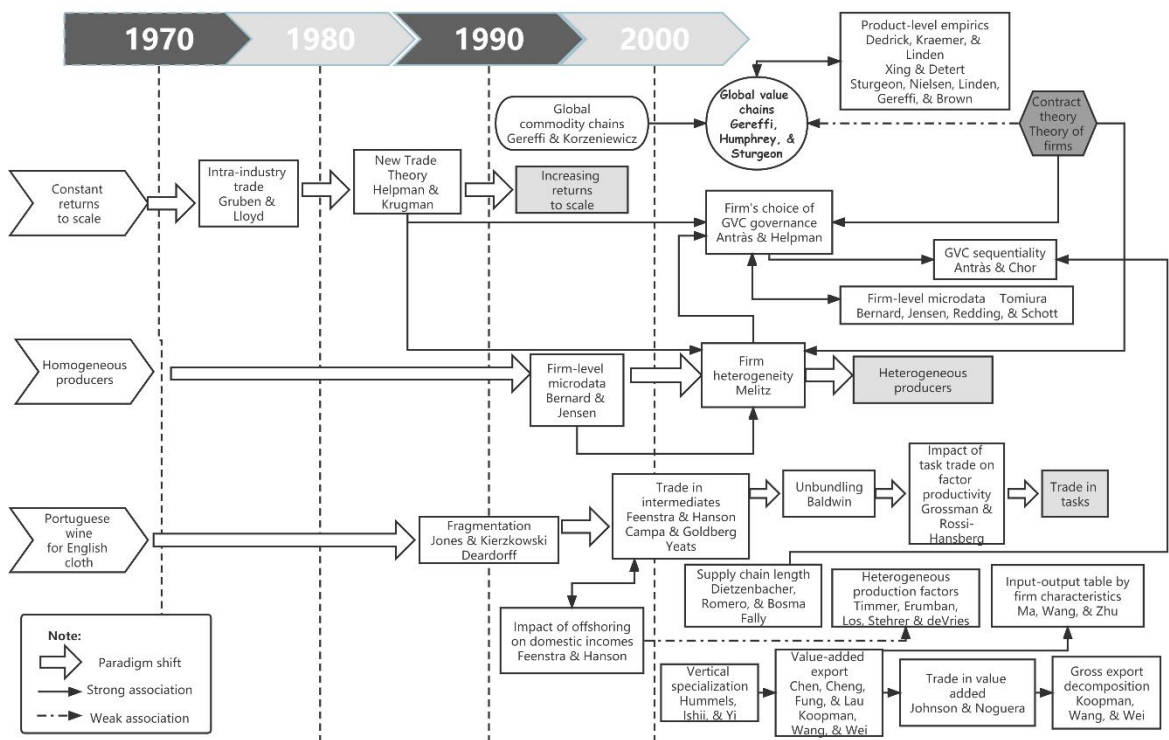 1970
1980
1990
2000
Product-level empirics
Dedrick, Kraemer, &
Linden
Xing & Detert
Sturgeon, Nielsen, Linden,
Gereffi, & Brown
Global
commodity chains
Gereffi & Korzeniewicz
Global value
chains
Gereffi,
Humphrey, &
Sturgeon
Contract
theory
Theory of
firms
Constant
returns
to scale
Intra-industry
trade
Gruben &
Lloyd
New Trade
Theory
Helpman &
Krugman
Increasing
returns
to scale
Firm's choice of
GVC governance
Antràs & Helpman
GVC sequentiality
Antràs & Chor
Firm-level microdata Tomiura
Bernard, Jensen, Redding, & Schott
Homogeneous
producers
Firm-level
microdata
Bernard &
Jensen
Firm
heterogeneity
Melitz
Heterogeneous
producers
Portuguese
wine
for English
cloth
Fragmentation
Jones & Kierzkowski
Deardorff
Trade in
intermediates
Feenstra & Hanson
Campa & Goldberg
Yeats
Unbundling
Baldwin
Impact of
task trade on
factor
productivity
Grossman &
Rossi-
Hansberg
Trade in
tasks
Supply chain length
Dietzenbacher,
Romero, & Bosma
Fally
Heterogeneous
production factors
Timmer, Erumban,
Los, Stehrer & deVries
Input-output table by
firm characteristics
Ma, Wang, & Zhu
Impact of offshoring
on domestic incomes
Feenstra & Hanson
Vertical
specialization
Hummels,
Ishii, & Yi
Value-added
export
Chen, Cheng,
Fung, & Lau
Koopman,
Wang, & Wei
Trade in value
added
Johnson & Noguera
Gross export
decomposition
Koopman,
Wang, & Wei
Note:
Paradigm shift
Strong association
Weak association